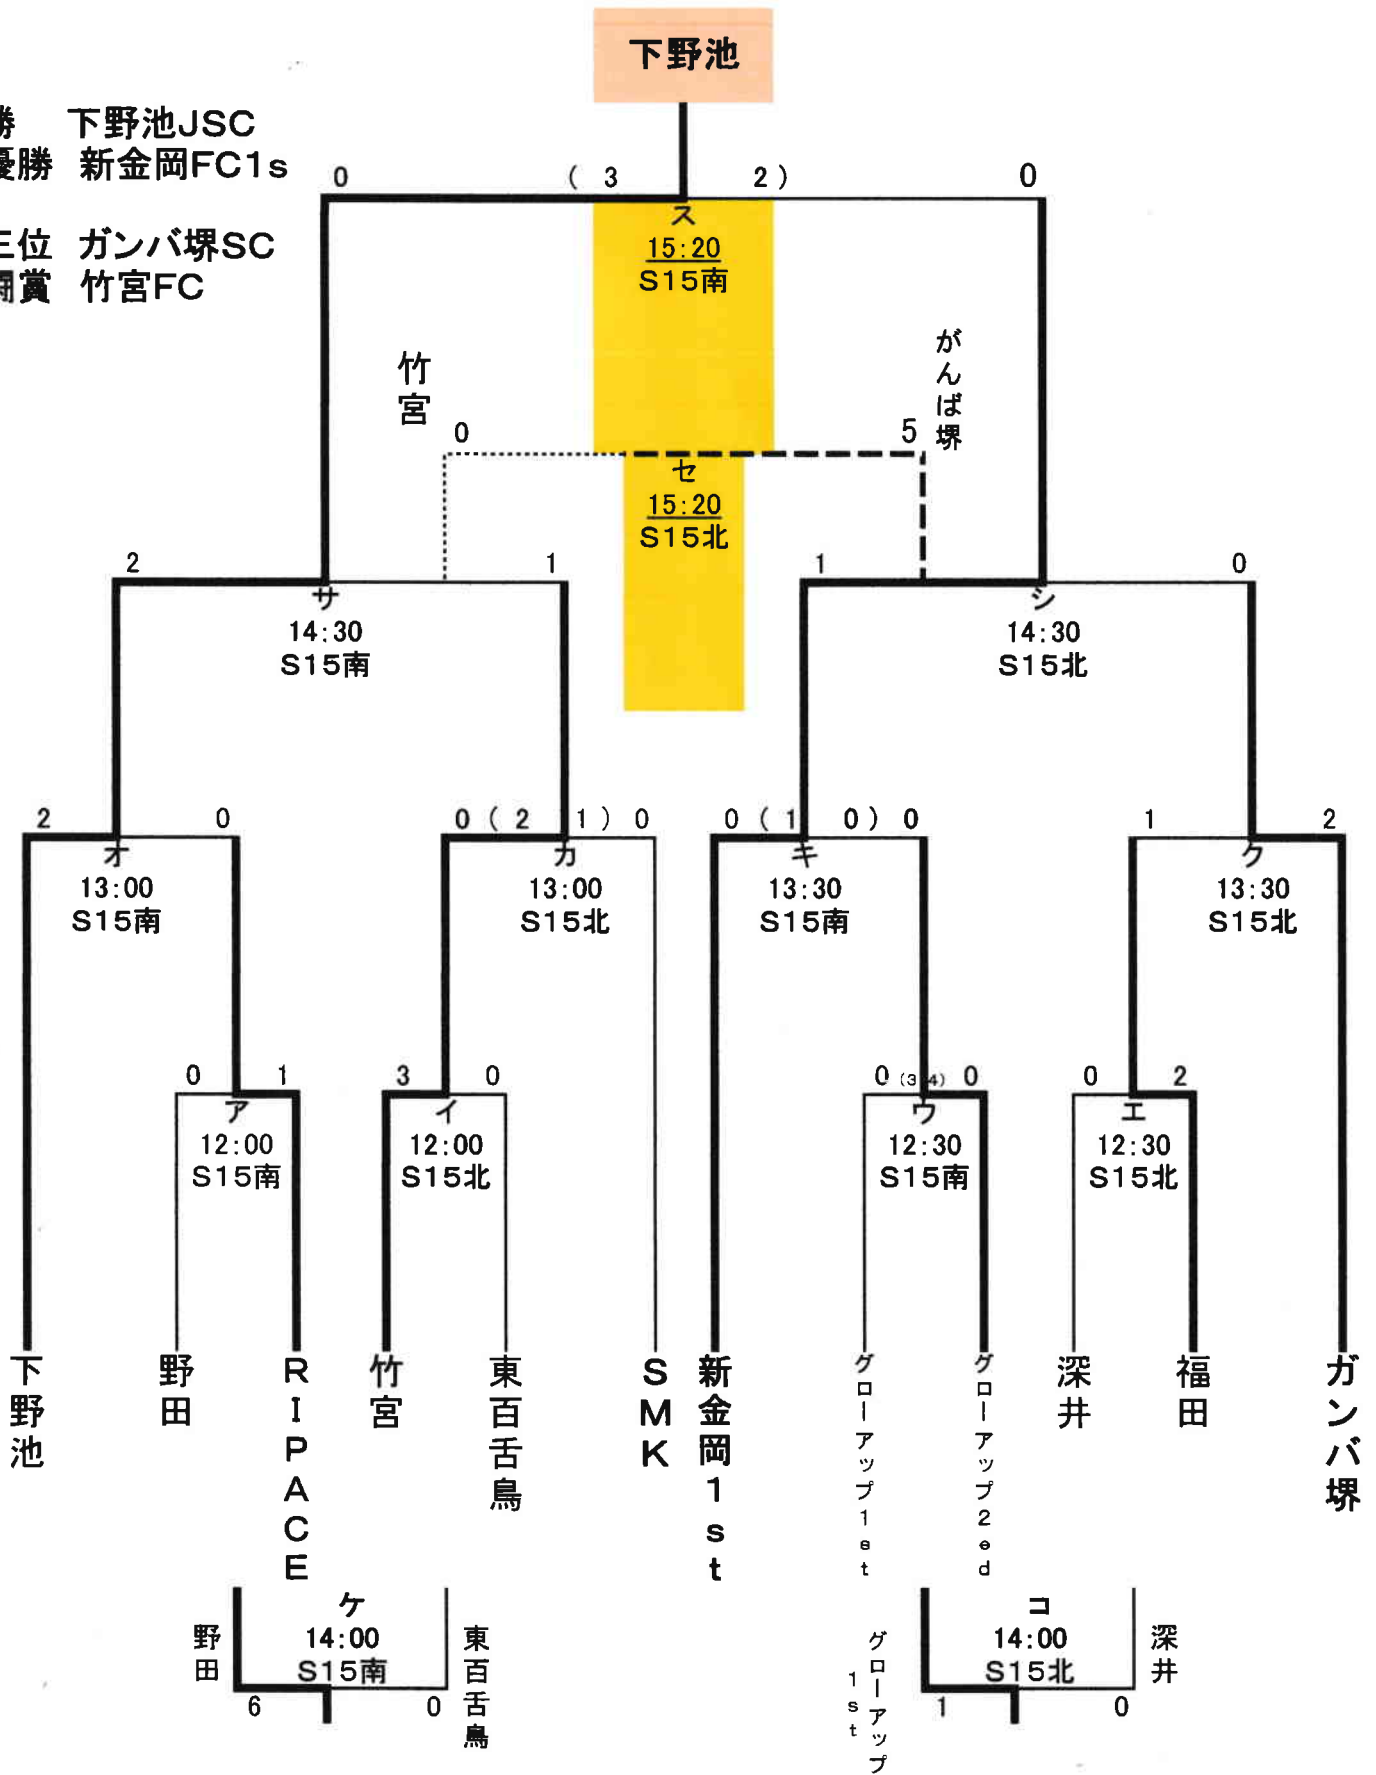 下野池
勝 下野池JSC
優勝 新金岡FC1s
三位 ガンバ堺SC
闘賞 竹宮FC
0 ( 3 2 ) 0
ス
15:20
S15南
竹宮
がんば堺
0 5
セ
15:20
S15北
2 1 1 0
サ シ
14:30 14:30
S15南 S15北
2 0 0 ( 2 1 ) 0 0 ( 1 0 ) 0 1 2
オ カ キ ク
13:00 13:00 13:30 13:30
S15南 S15北 S15南 S15北
0 1 3 0 0 (3 4) 0 0 2
ア イ ウ エ
12:00 12:00 12:30 12:30
S15南 S15北 S15南 S15北
下野池
野田
RIPACE
竹宮
東百舌鳥
SMK
新金岡1st
グローアップ1st
グローアップ2ed
深井
福田
ガンバ堺
野田
ケ
14:00
S15南
東百舌鳥
6 0
グローアップ
1st
コ
14:00
S15北
深井
1 0